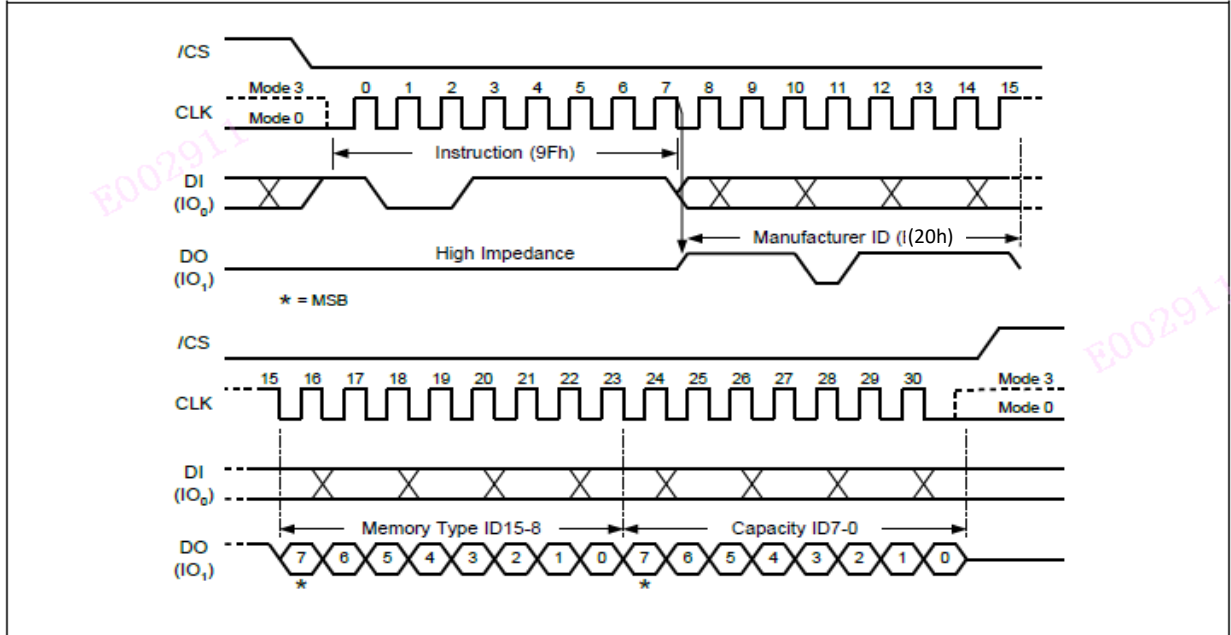 /CS
Mode 3 0 1 2 3 4 5 6 7 8 9 10 11 12 13 14 15
CLK
Mode 0
Instruction (9Fh)
DI
(IO0)
Manufacturer ID ((20h)
High Impedance
DO
(IO1)
* = MSB
/CS
15 16 17 18 19 20 21 22 23 24 25 26 27 28 29 30 Mode 3
CLK
Mode 0
DI
(IO0)
Memory Type ID15-8 Capacity ID7-0
DO
(IO1)
7 6 5 4 3 2 1 0 7 6 5 4 3 2 1 0
* *
E002911
E002911